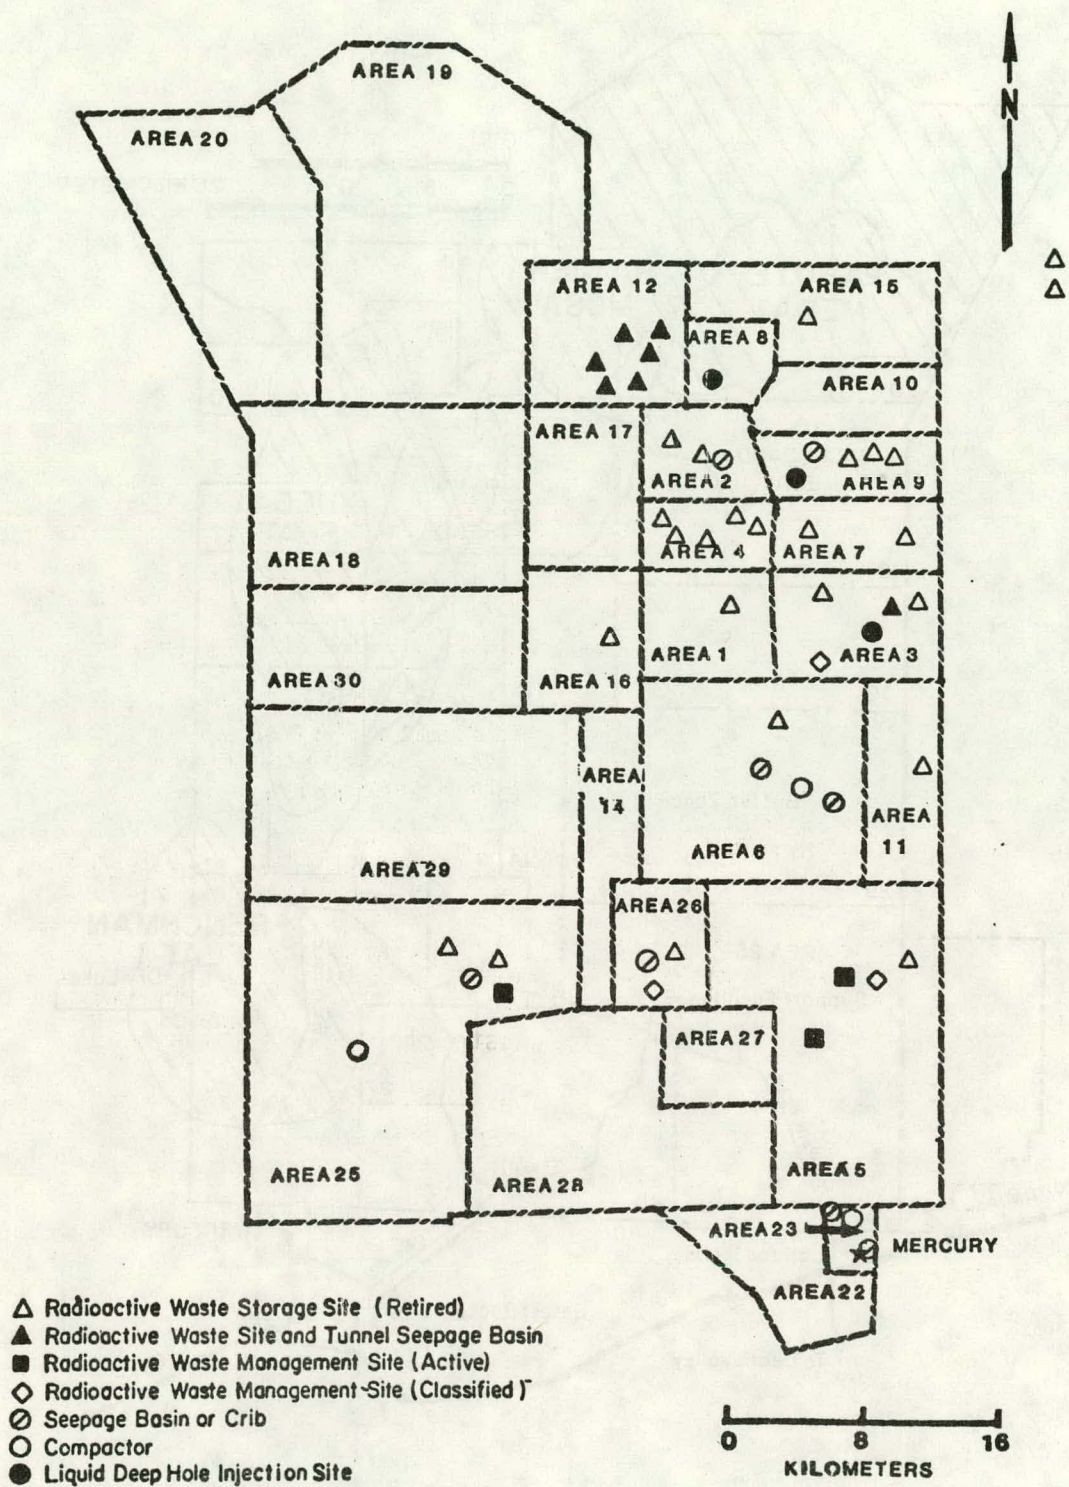 AREA 19
N
AREA 20
AREA 12
AREA 15
AREA 8
AREA 10
AREA 17
AREA 2
AREA 9
AREA 18
AREA 4
AREA 7
AREA 1
AREA 3
AREA 30
AREA 16
AREA
14
AREA
11
AREA 6
AREA 29
AREA 26
AREA 27
AREA 25
AREA 28
AREA 5
AREA 23
MERCURY
AREA 22
Radioactive Waste Storage Site (Retired)
Radioactive Waste Site and Tunnel Seepage Basin
Radioactive Waste Management Site (Active)
Radioactive Waste Management Site (Classified)
Seepage Basin or Crib
Compactor
Liquid Deep Hole Injection Site
0 8 16
KILOMETERS